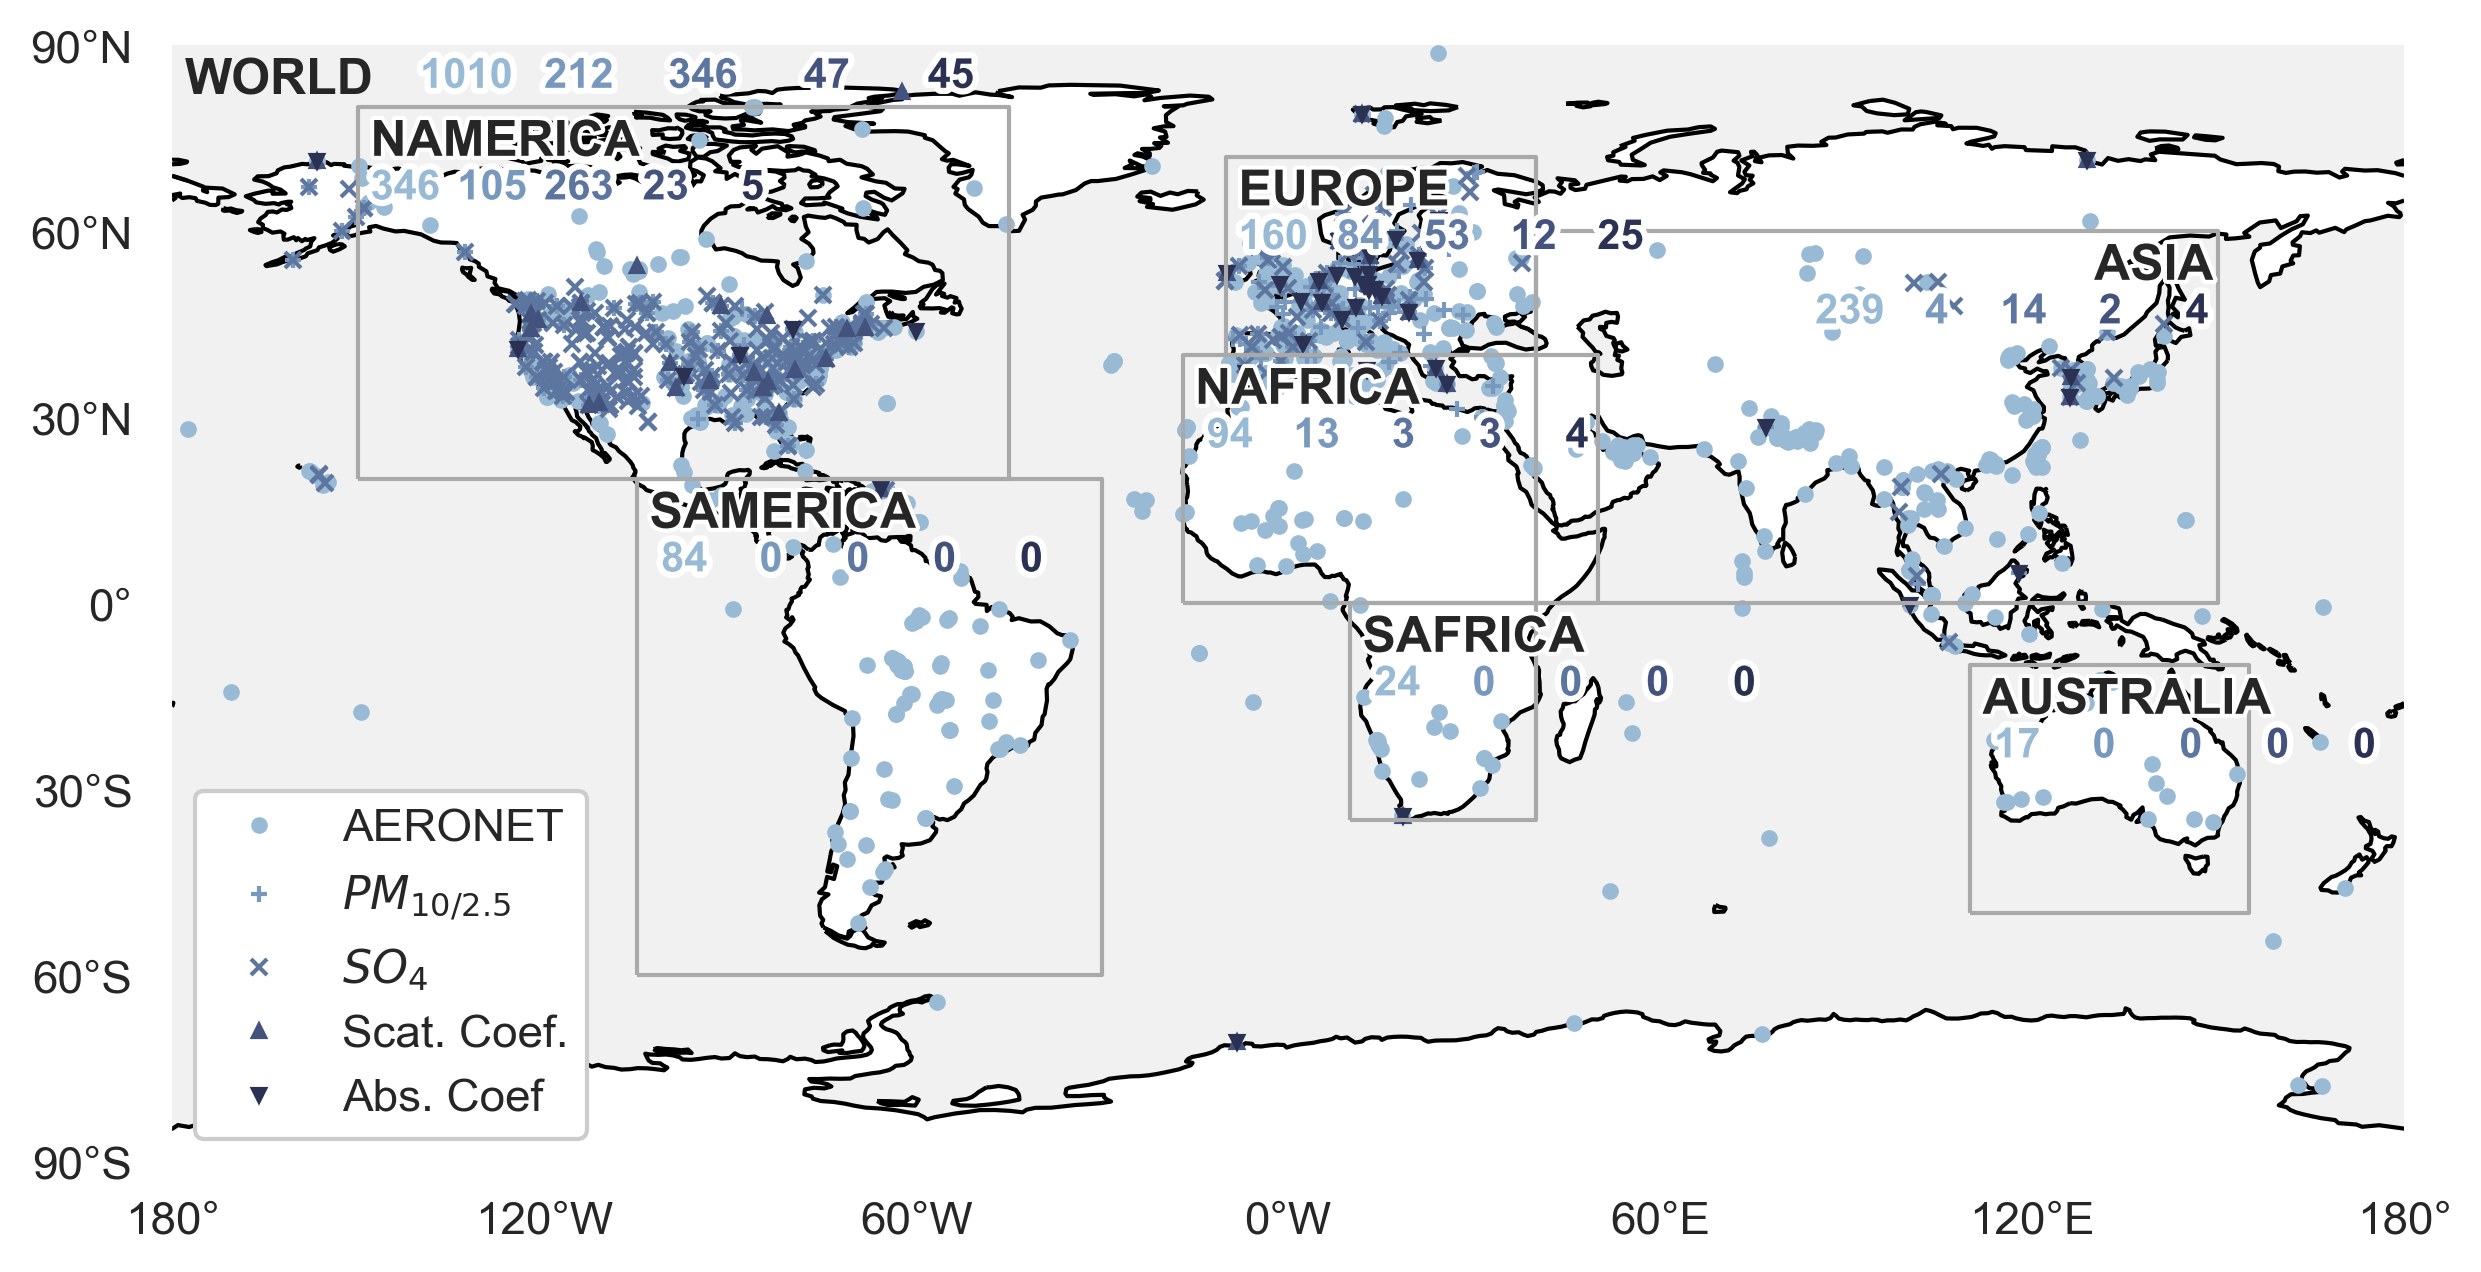 90°N
WORLD 1010 212 346 47 45
NAMERICA
346 105 263 23 5
EUROPE
60°N
160 84 53 12 25
ASIA
239 4 14 2 4
NAFRICA
30°N
94 13 3 3 4
SAMERICA
84 0 0 0 0
0°
SAFRICA
24 0 0 0 0
AUSTRALIA
17 0 0 0 0
30°S
AERONET
PM10/2.5
SO4
60°S
Scat. Coef.
Abs. Coef
90°S
180° 120°W 60°W 0°W 60°E 120°E 180°